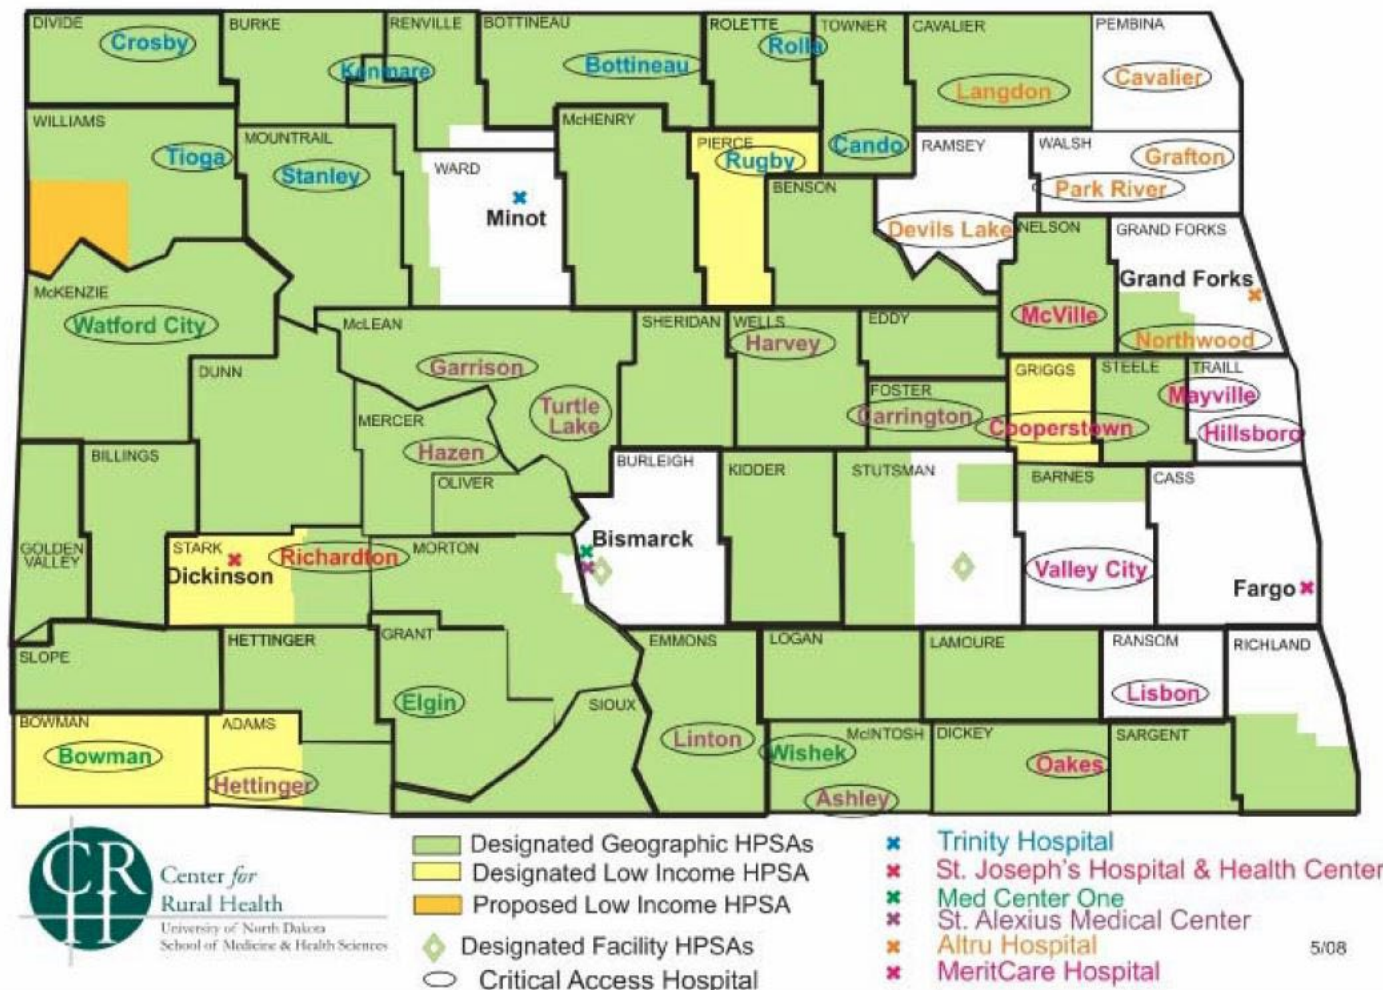 DIVIDE
Crosby
BURKE
RENVILLE
Kenmare
BOTTINEAU
Bottineau
ROLETTE
Rolla
TOWNER
Cando
CAVALIER
Langdon
PEMBINA
Cavalier
WILLIAMS
Tioga
MOUNTRAIL
Stanley
WARD
Minot
McHENRY
PIERCE
Rugby
BENSON
RAMSEY
Devils Lake
WALSH
Grafton
Park River
NELSON
McVille
GRAND FORKS
Grand Forks
Northwood
McKENZIE
Watford City
DUNN
McLEAN
Garrison
Turtle
Lake
MERCER
Hazen
OLIVER
SHERIDAN
WELLS
Harvey
EDDY
FOSTER
Carrington
GRIGGS
Cooperstown
STEELE
TRAILL
Mayville
Hillsboro
GOLDEN
VALLEY
BILLINGS
STARK
Dickinson
Richardton
MORTON
BURLEIGH
Bismarck
KIDDER
STUTSMAN
BARNES
Valley City
CASS
Fargo
SLOPE
HETTINGER
GRANT
Elgin
SIOUX
EMMONS
Linton
LOGAN
LAMOURE
RANSOM
Lisbon
RICHLAND
BOWMAN
Bowman
ADAMS
Hettinger
McINTOSH
Wishek
Ashley
DICKEY
Oakes
SARGENT
CRH
Center for
Rural Health
University of North Dakota
School of Medicine & Health Sciences
Designated Geographic HPSAs
Designated Low Income HPSA
Proposed Low Income HPSA
Designated Facility HPSAs
Critical Access Hospital
Trinity Hospital
St. Joseph's Hospital & Health Center
Med Center One
St. Alexius Medical Center
Altru Hospital
MeritCare Hospital
5/08